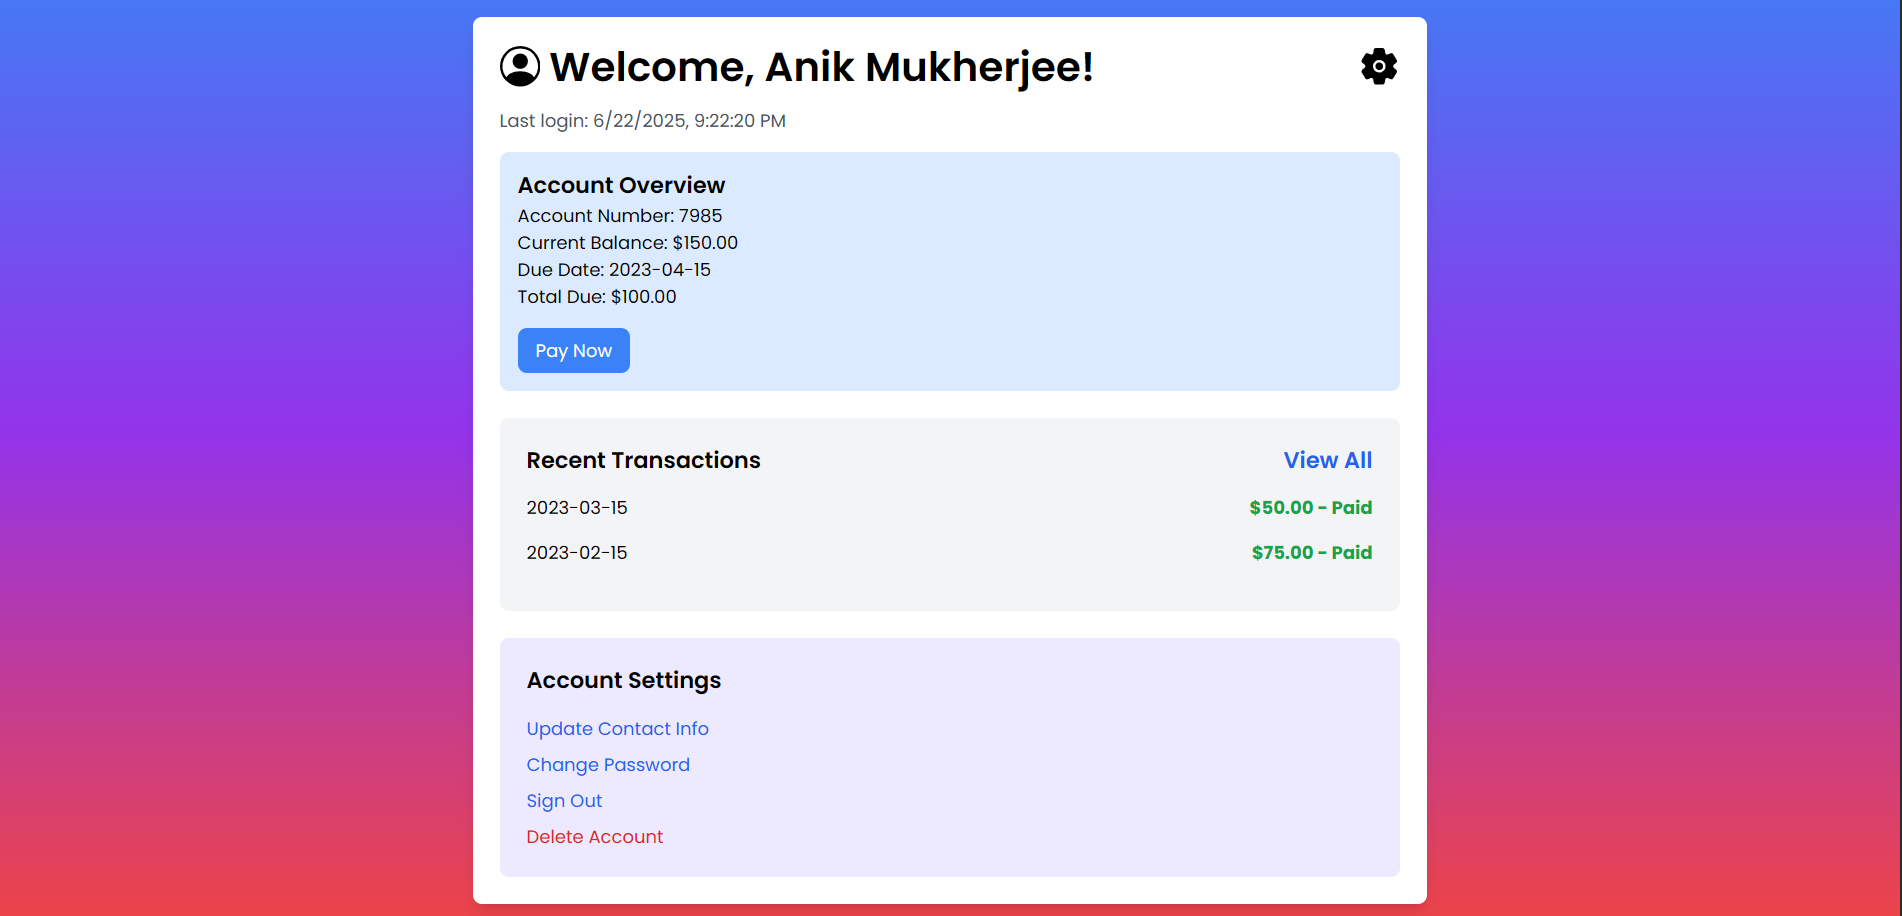 Welcome, Anik Mukherjee!
Last login: 6/22/2025, 9:22:20 PM
Account Overview
Account Number: 7985
Current Balance: $150.00
Due Date: 2023-04-15
Total Due: $100.00
Pay Now
Recent Transactions View All
2023-03-15 $50.00 - Paid
2023-02-15 $75.00 - Paid
Account Settings
Update Contact Info
Change Password
Sign Out
Delete Account